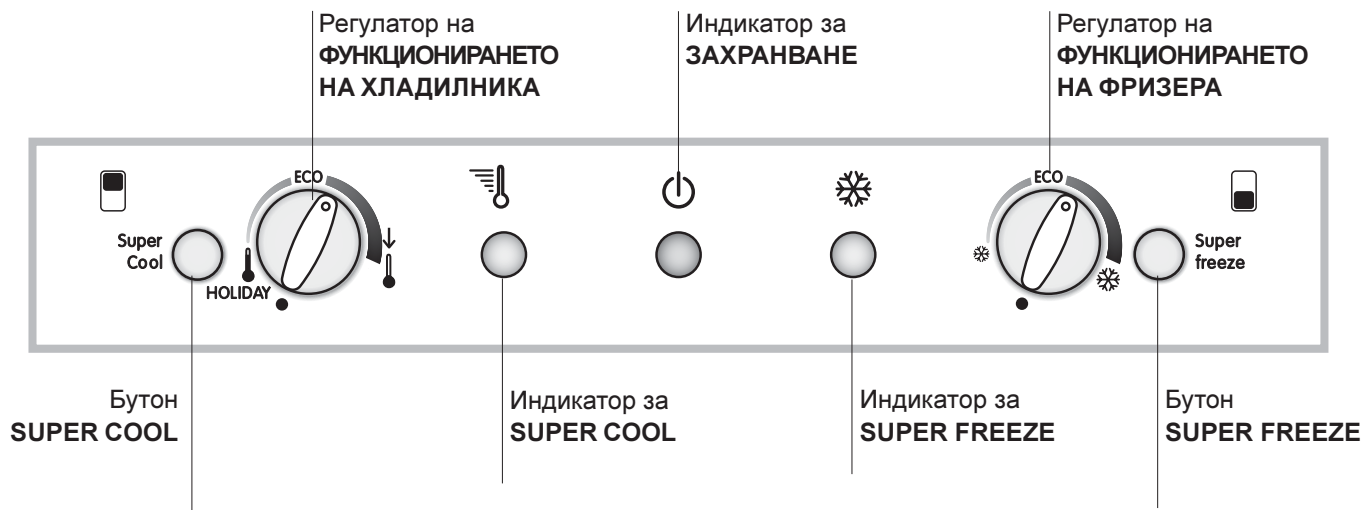 Регулатор на
ФУНКЦИОНИРАНЕТО
НА ХЛАДИЛНИКА
Индикатор за
ЗАХРАНВАНЕ
Регулатор на
ФУНКЦИОНИРАНЕТО
НА ФРИЗЕРА
ECO
ECO
Super
Cool
HOLIDAY
Super
freeze
Бутон
SUPER COOL
Индикатор за
SUPER COOL
Индикатор за
SUPER FREEZE
Бутон
SUPER FREEZE